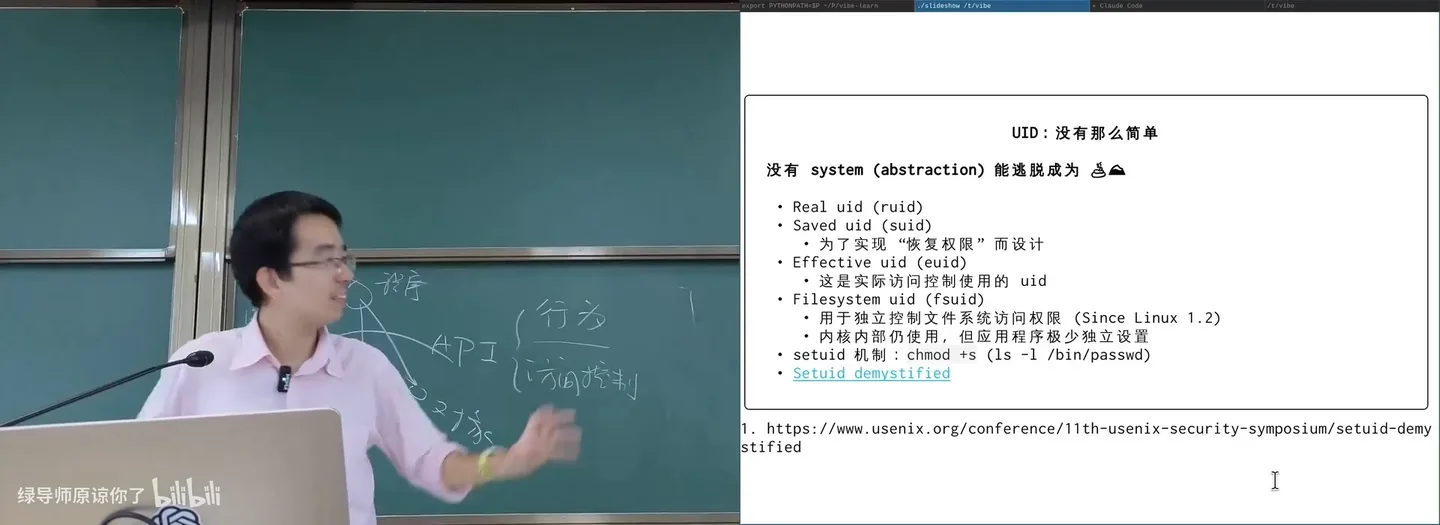 程序
API
对象
行为
访问控制
绿导师原谅你了 bilibili
export PYTHONPATH=$P ~/P/vibe-learn
./slideshow /t/vibe
Claude Code
/t/vibe
UID：没有那么简单
没有 system (abstraction) 能逃脱成为 💩⛰
• Real uid (ruid)
• Saved uid (suid)
• 为了实现 “恢复权限” 而设计
• Effective uid (euid)
• 这是实际访问控制使用的 uid
• Filesystem uid (fsuid)
• 用于独立控制文件系统访问权限 (Since Linux 1.2)
• 内核内部仍使用，但应用程序极少独立设置
• setuid 机制：chmod +s (ls -l /bin/passwd)
• Setuid demystified
1. https://www.usenix.org/conference/11th-usenix-security-symposium/setuid-demy
stified